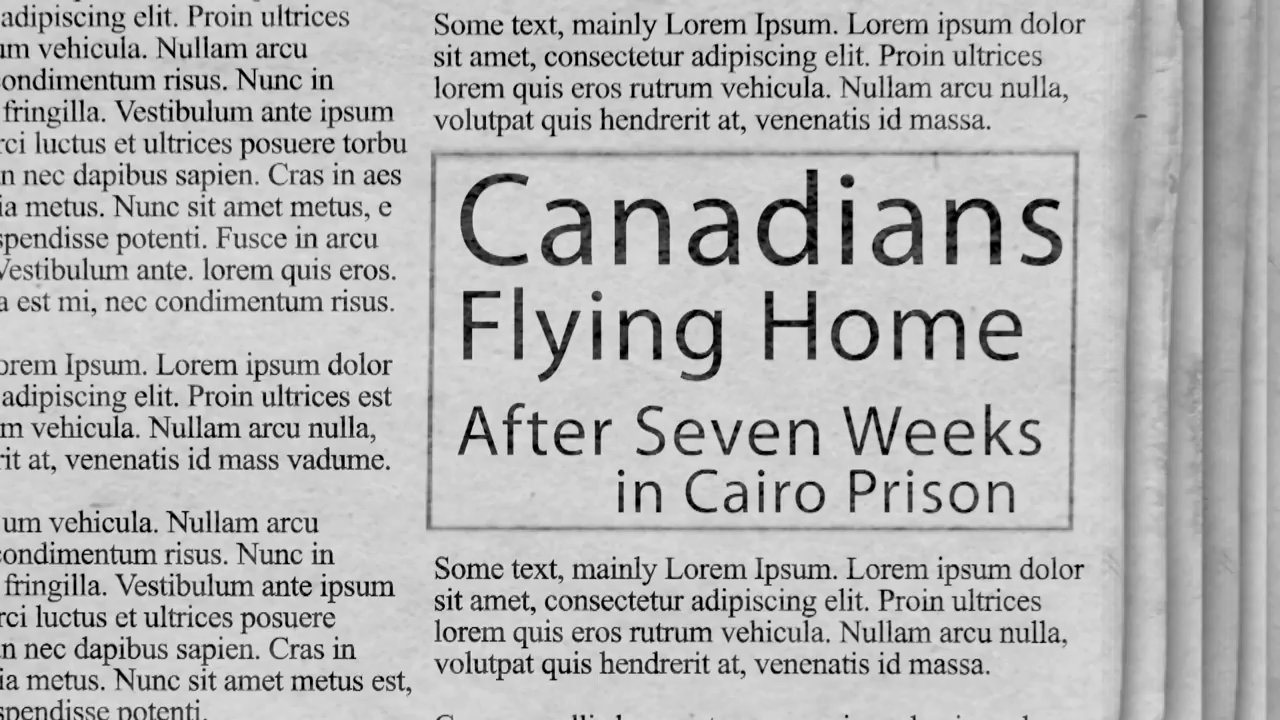 adipiscing elit. Proin ultrices
um vehicula. Nullam arcu
condimentum risus. Nunc in
fringilla. Vestibulum ante ipsum
rci luctus et ultrices posuere torbu
n nec dapibus sapien. Cras in aes
ia metus. Nunc sit amet metus, e
spendisse potenti. Fusce in arcu
Vestibulum ante. lorem quis eros.
a est mi, nec condimentum risus.
orem Ipsum. Lorem ipsum dolor
adipiscing elit. Proin ultrices est
m vehicula. Nullam arcu nulla,
rit at, venenatis id mass vadume.
um vehicula. Nullam arcu
condimentum risus. Nunc in
fringilla. Vestibulum ante ipsum
rci luctus et ultrices posuere
n nec dapibus sapien. Cras in
ia metus. Nunc sit amet metus est,
spendisse potenti.
Some text, mainly Lorem Ipsum. Lorem ipsum dolor
sit amet, consectetur adipiscing elit. Proin ultrices
lorem quis eros rutrum vehicula. Nullam arcu nulla,
volutpat quis hendrerit at, venenatis id massa.
Canadians
Flying Home
After Seven Weeks
in Cairo Prison
Some text, mainly Lorem Ipsum. Lorem ipsum dolor
sit amet, consectetur adipiscing elit. Proin ultrices
lorem quis eros rutrum vehicula. Nullam arcu nulla,
volutpat quis hendrerit at, venenatis id massa.